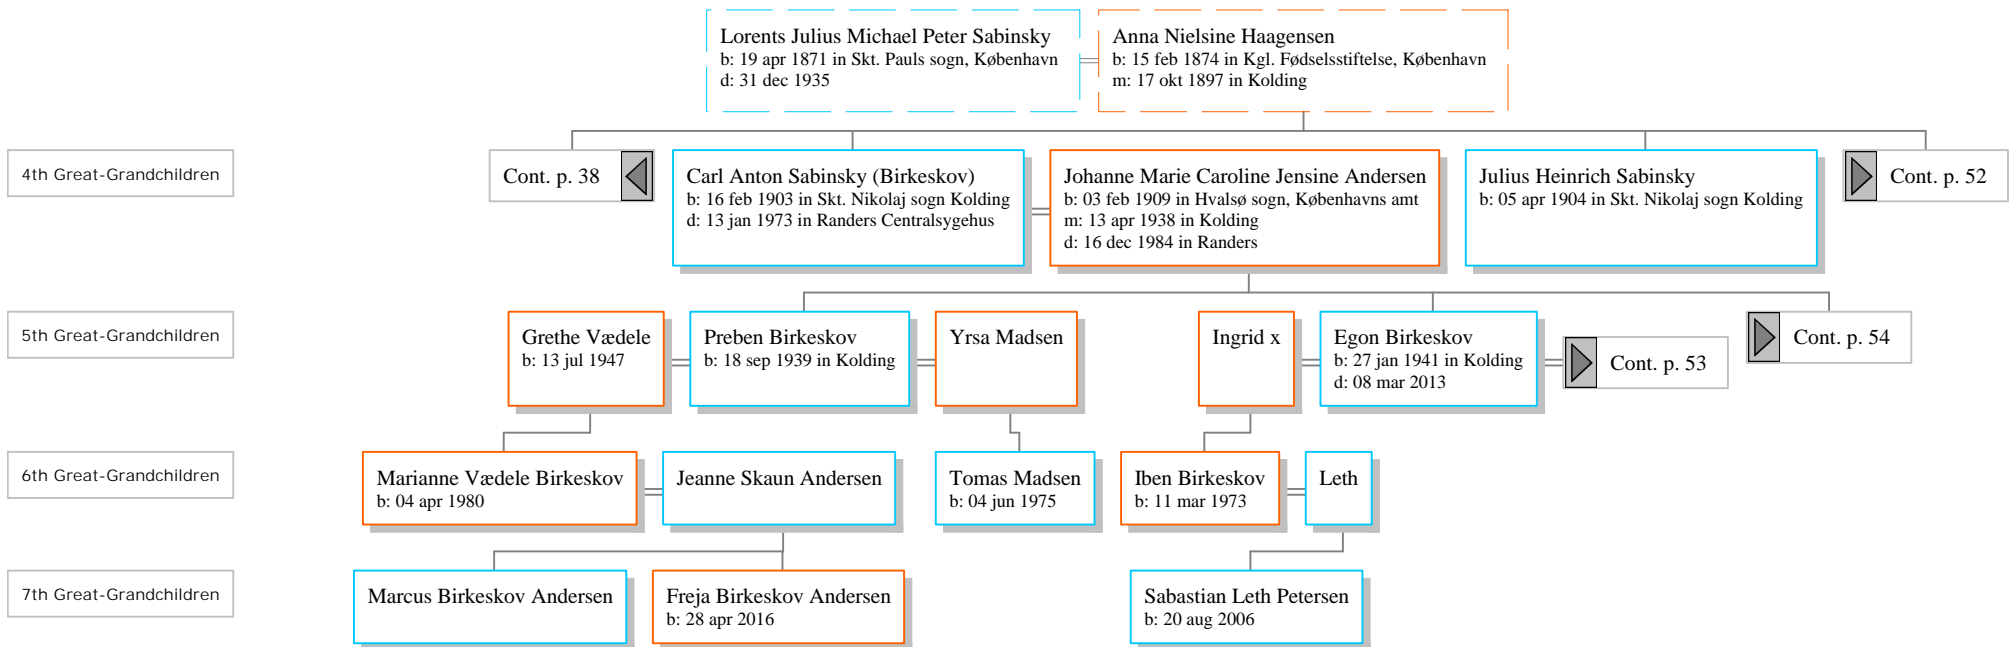 Lorents Julius Michael Peter Sabinsky
b: 19 apr 1871 in Skt. Pauls sogn, København
d: 31 dec 1935
Anna Nielsine Haagensen
b: 15 feb 1874 in Kgl. Fødselsstiftelse, København
m: 17 okt 1897 in Kolding
4th Great-Grandchildren
Cont. p. 38
Carl Anton Sabinsky (Birkeskov)
b: 16 feb 1903 in Skt. Nikolaj sogn Kolding
d: 13 jan 1973 in Randers Centralsygehus
Johanne Marie Caroline Jensine Andersen
b: 03 feb 1909 in Hvalsø sogn, Københavns amt
m: 13 apr 1938 in Kolding
d: 16 dec 1984 in Randers
Julius Heinrich Sabinsky
b: 05 apr 1904 in Skt. Nikolaj sogn Kolding
Cont. p. 52
5th Great-Grandchildren
Grethe Vædele
b: 13 jul 1947
Preben Birkeskov
b: 18 sep 1939 in Kolding
Yrsa Madsen
Ingrid x
Egon Birkeskov
b: 27 jan 1941 in Kolding
d: 08 mar 2013
Cont. p. 53
Cont. p. 54
6th Great-Grandchildren
Marianne Vædele Birkeskov
b: 04 apr 1980
Jeanne Skaun Andersen
Tomas Madsen
b: 04 jun 1975
Iben Birkeskov
b: 11 mar 1973
Leth
7th Great-Grandchildren
Marcus Birkeskov Andersen
Freja Birkeskov Andersen
b: 28 apr 2016
Sabastian Leth Petersen
b: 20 aug 2006